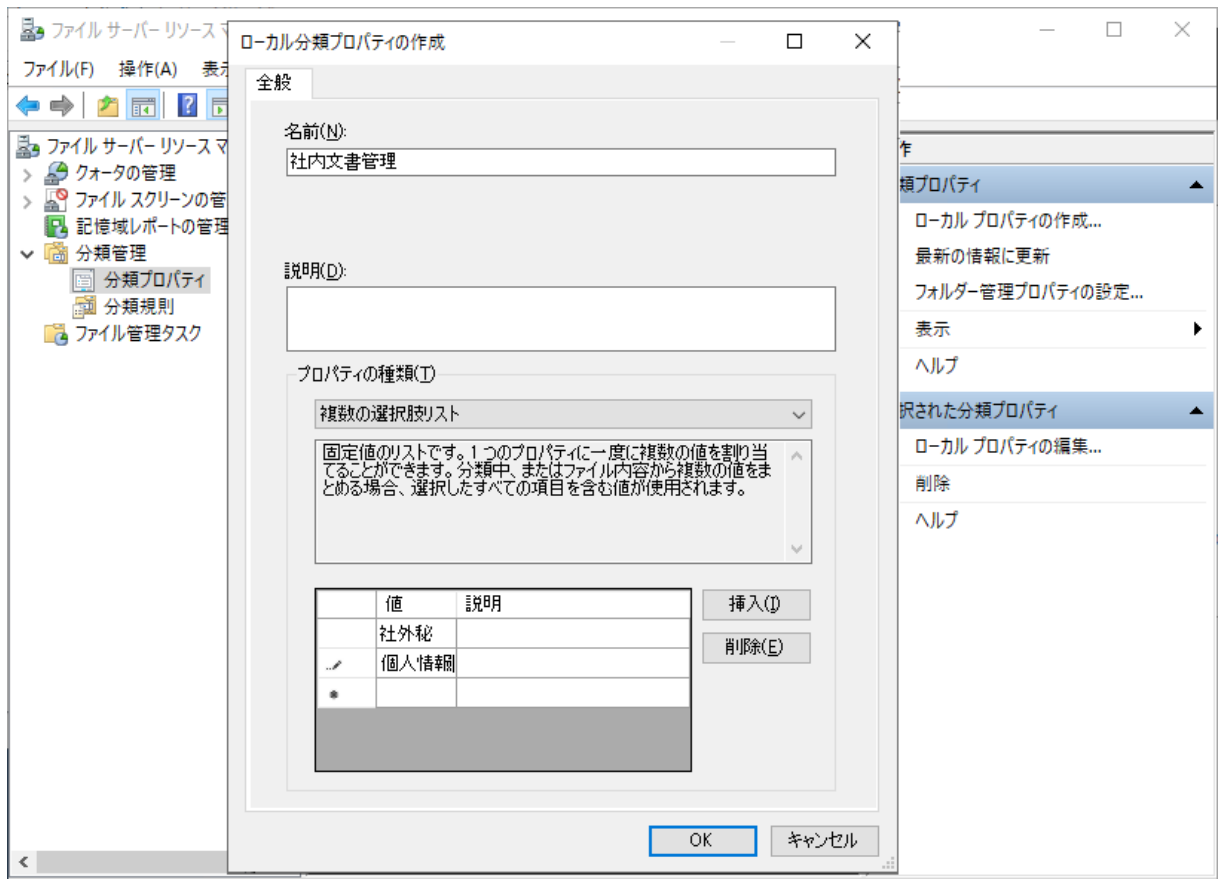 ファイル サーバー リソース マ
ファイル(F) 操作(A) 表示
ファイル サーバー リソース マ
クォータの管理
ファイル スクリーンの管
記憶域レポートの管理
分類管理
分類プロパティ
分類規則
ファイル管理タスク
ローカル分類プロパティの作成
全般
名前(N):
社内文書管理
説明(D):
プロパティの種類(T)
複数の選択肢リスト
固定値のリストです。1 つのプロパティに一度に複数の値を割り当
てることができます。分類中、またはファイル内容から複数の値をま
とめる場合、選択したすべての項目を含む値が使用されます。
値 説明
社外秘
個人情報
挿入(I)
削除(E)
OK キャンセル
作
類プロパティ
ローカル プロパティの作成...
最新の情報に更新
フォルダー管理プロパティの設定...
表示
ヘルプ
択された分類プロパティ
ローカル プロパティの編集...
削除
ヘルプ